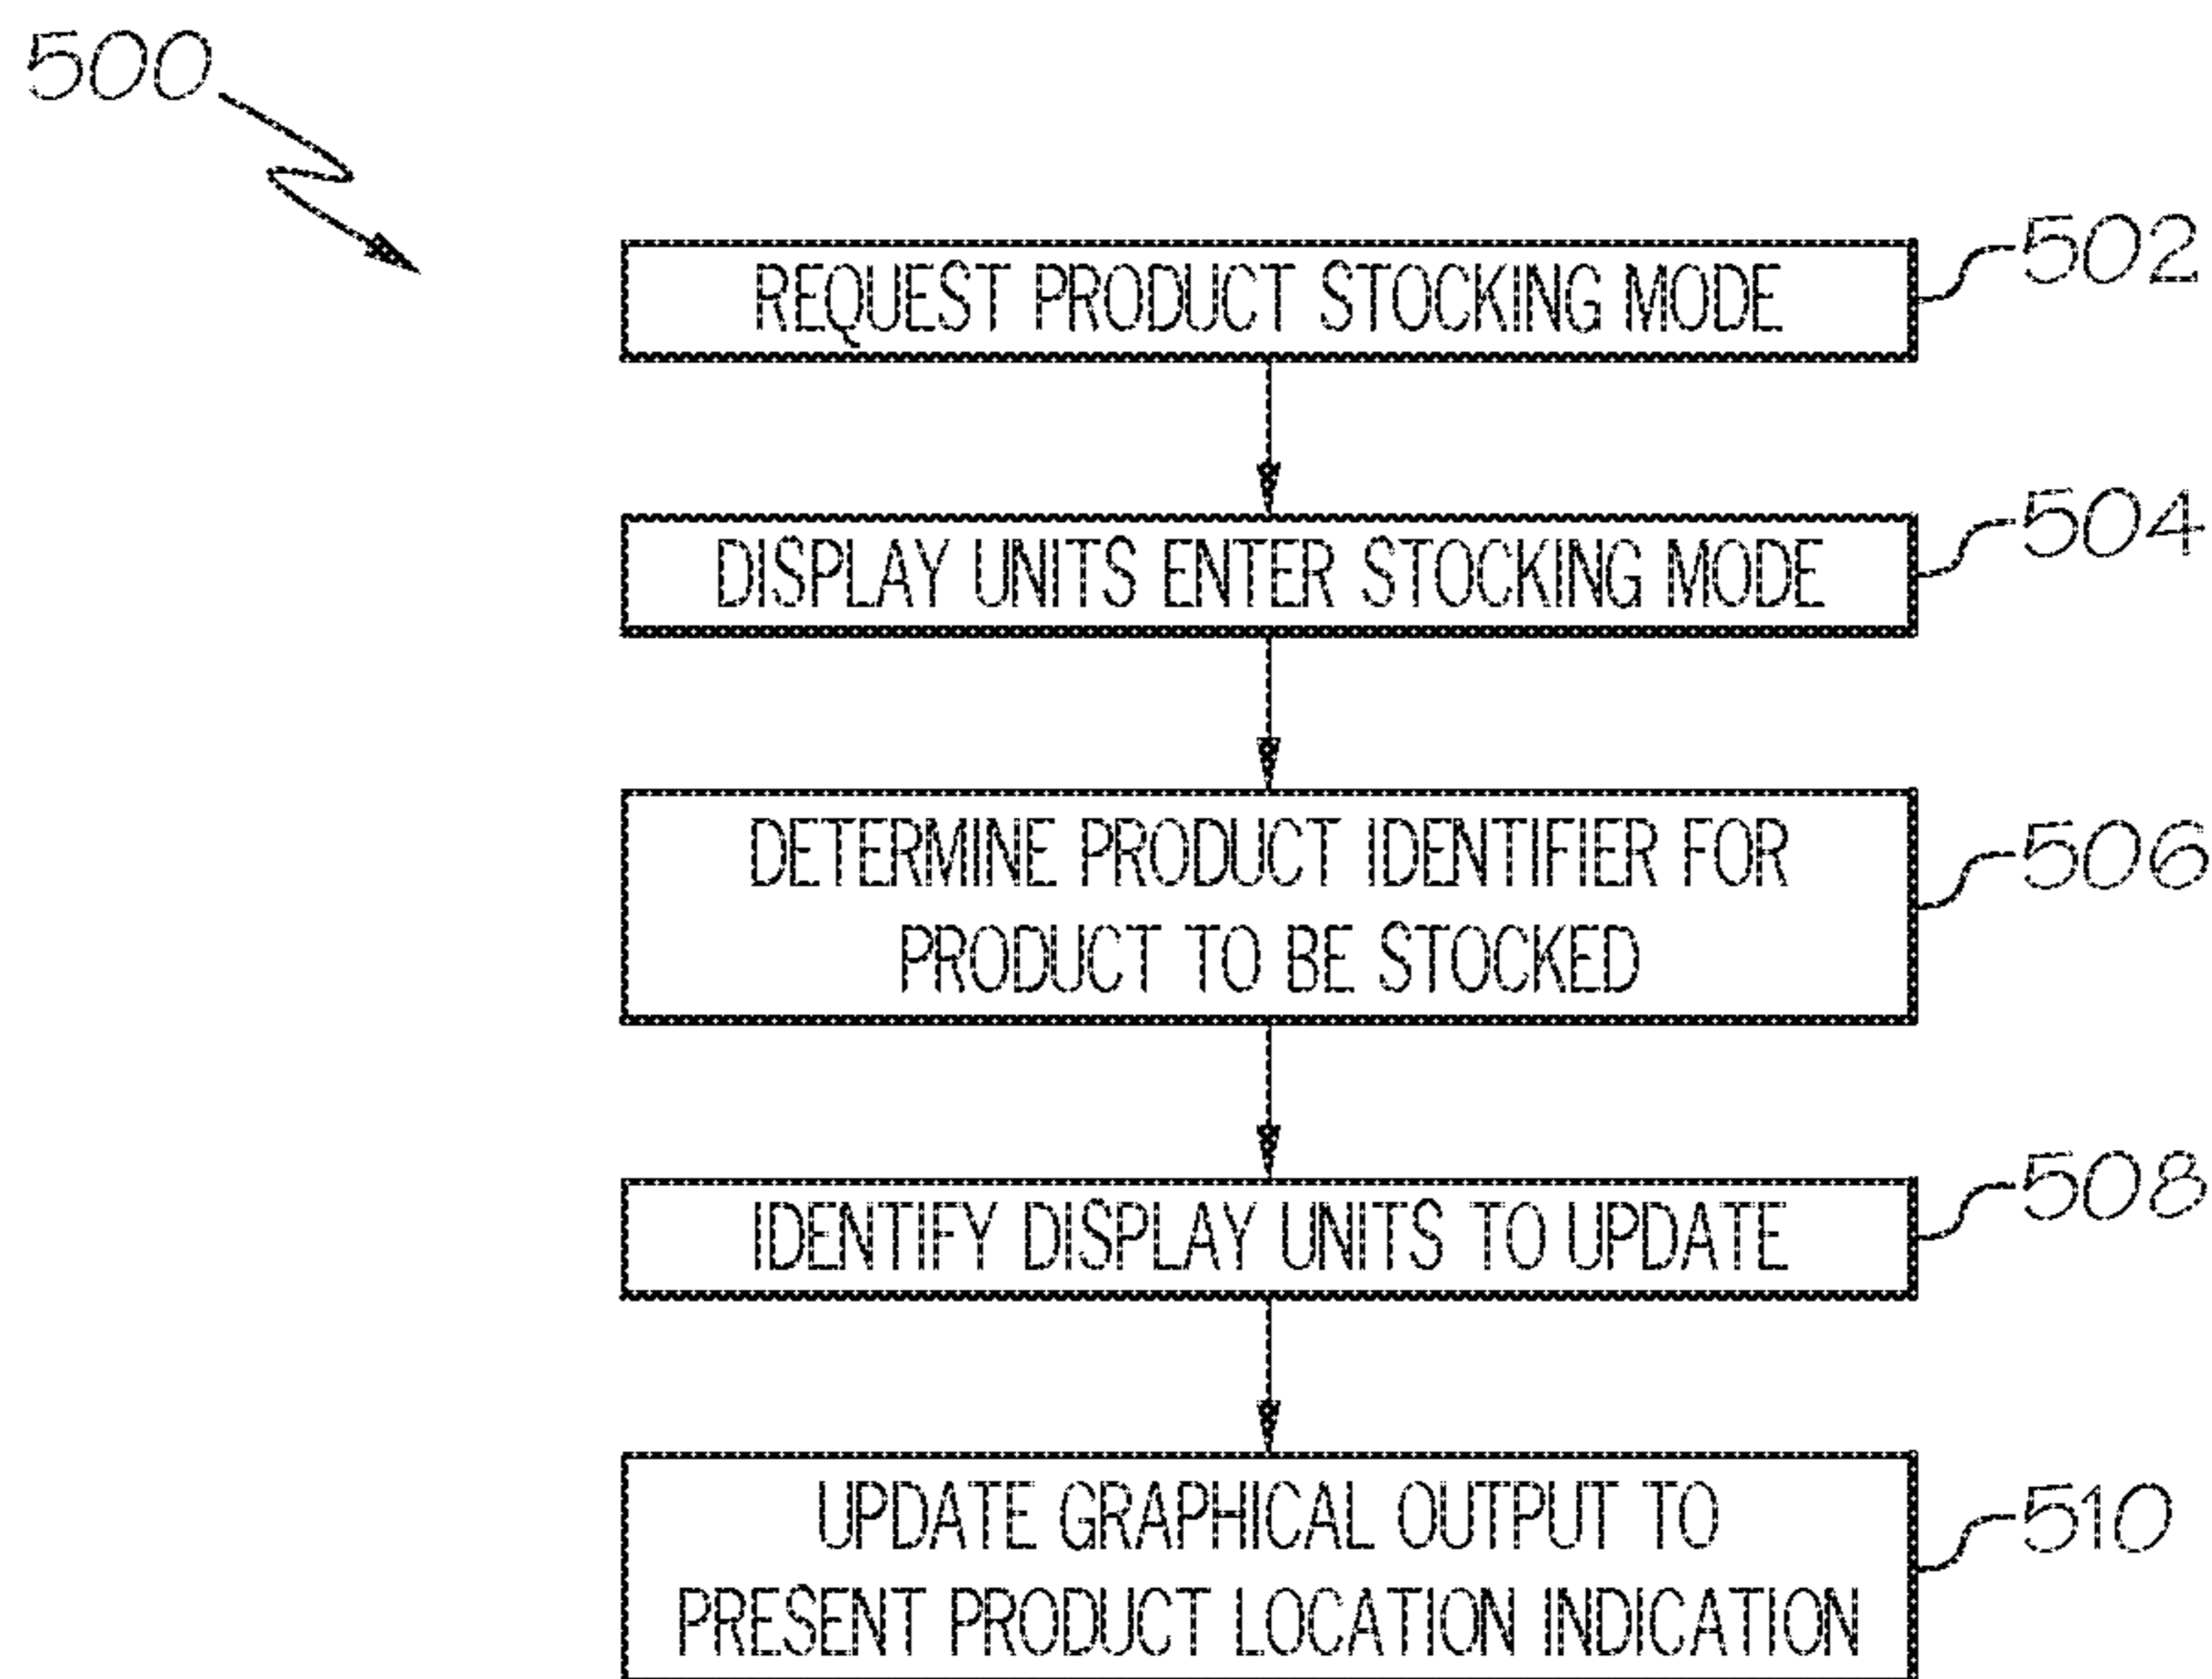 500
REQUEST PRODUCT STOCKING MODE
502
DISPLAY UNITS ENTER STOCKING MODE
504
DETERMINE PRODUCT IDENTIFIER FOR
PRODUCT TO BE STOCKED
506
IDENTIFY DISPLAY UNITS TO UPDATE
508
UPDATE GRAPHICAL OUTPUT TO
PRESENT PRODUCT LOCATION INDICATION
510